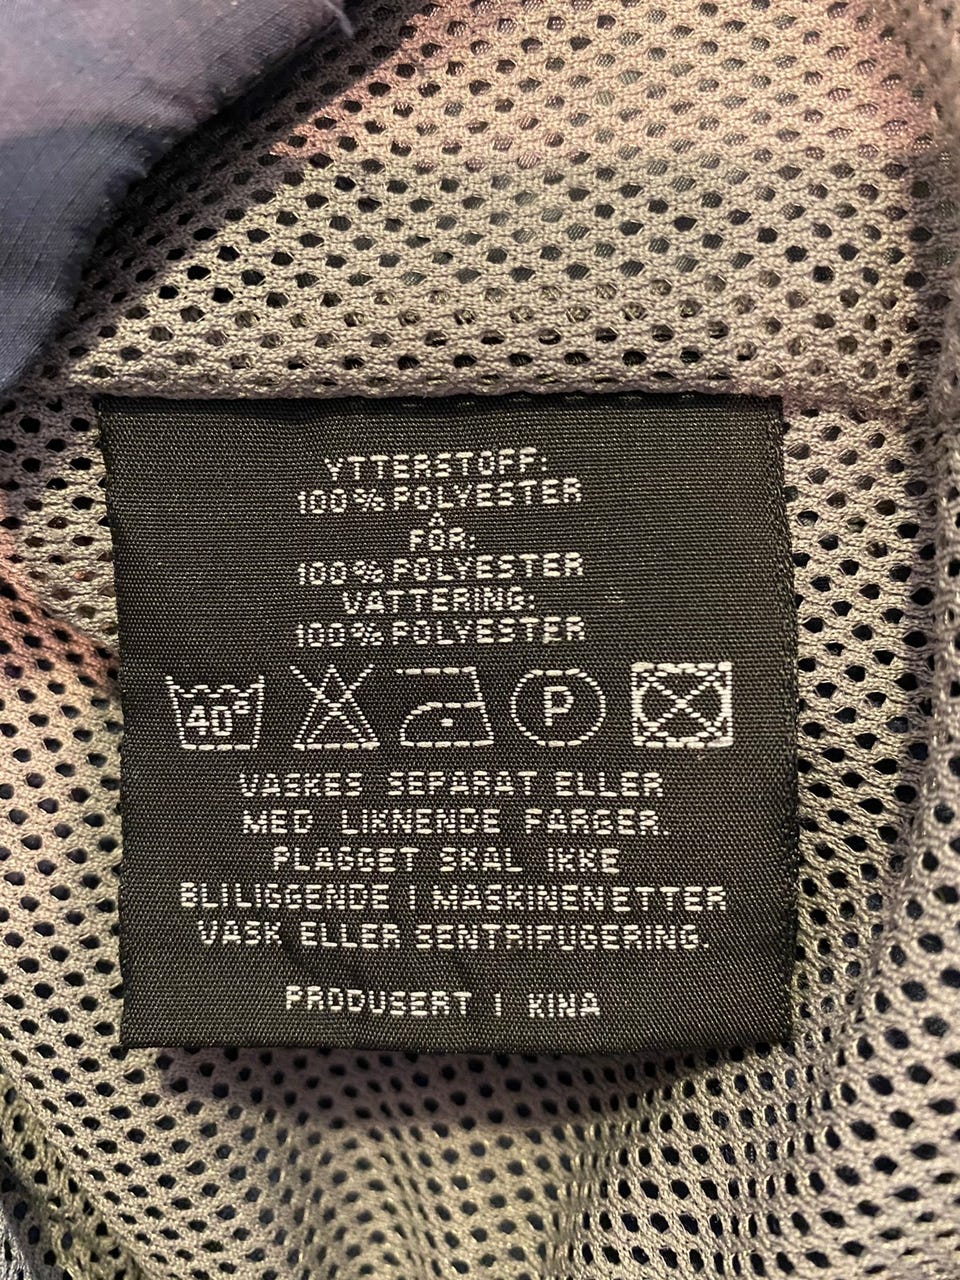 YTTERSTOFF:
100% POLYESTER
FÔR:
100% POLYESTER
VATTERING:
100% POLYESTER
40° P
VASKES SEPARAT ELLER
MED LIKNENDE FARGER.
PLAGGET SKAL IKKE
BLILIGGENDE I MASKINENETTER
VASK ELLER SENTRIFUGERING.
PRODUSERT I KINA